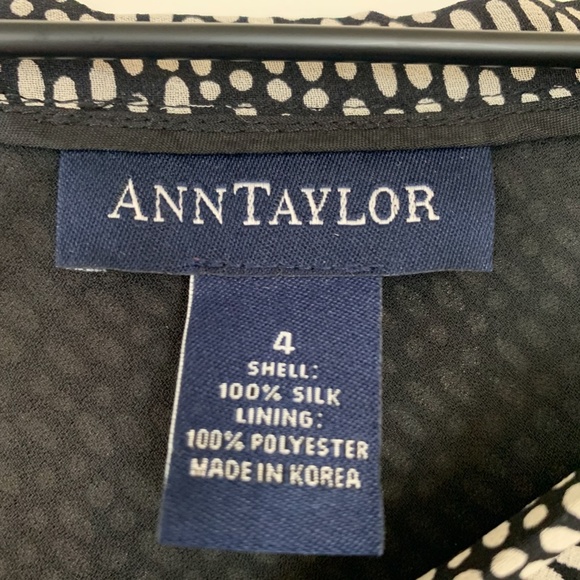 ANNTAYLOR
4
SHELL:
100% SILK
LINING:
100% POLYESTER
MADE IN KOREA